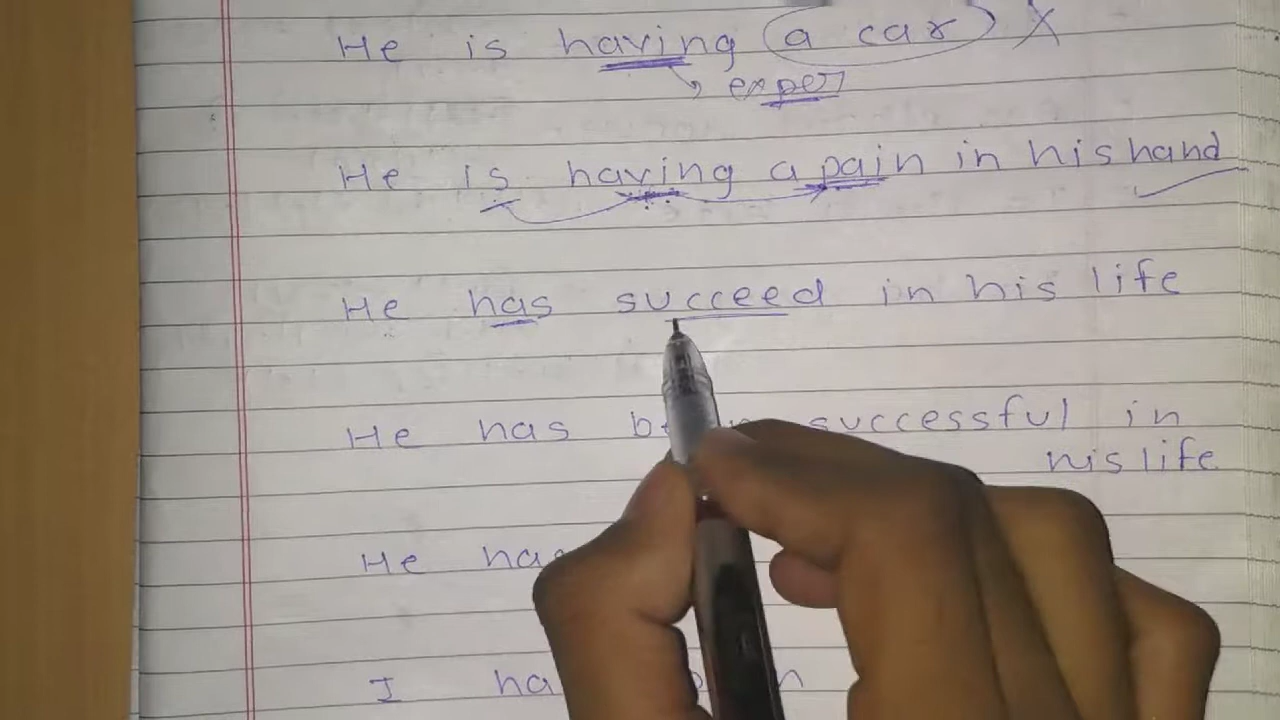 He is having a car X
exper
He is having a pain in his hand
He has succeed in his life
He has successful in
his life
He
I